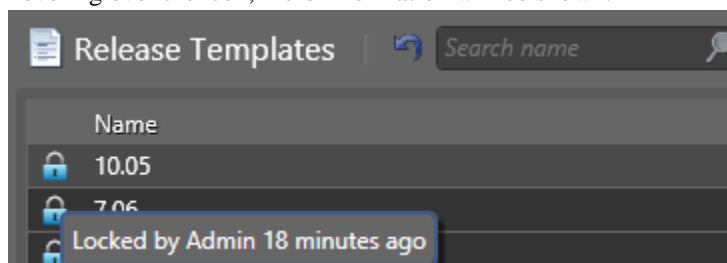 Release Templates
Search name
Name
10.05
7.06
Locked by Admin 18 minutes ago